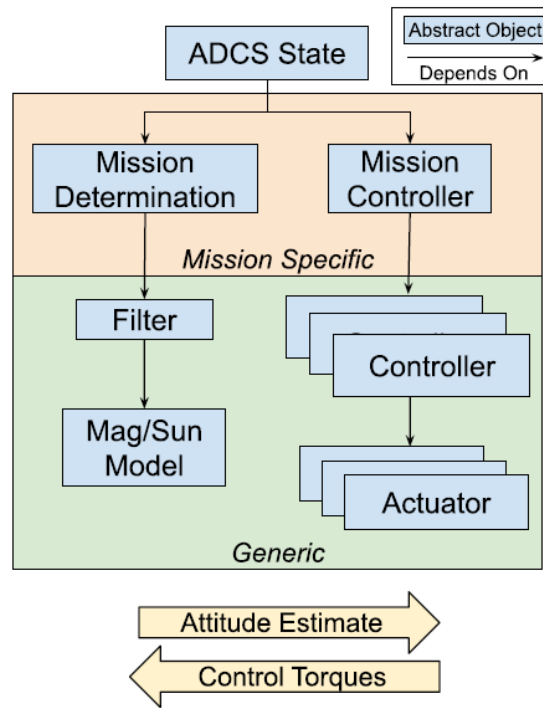 ADCS State
Abstract Object
Depends On
Mission
Determination
Mission
Controller
Mission Specific
Filter
Controller
Mag/Sun
Model
Actuator
Generic
Attitude Estimate
Control Torques